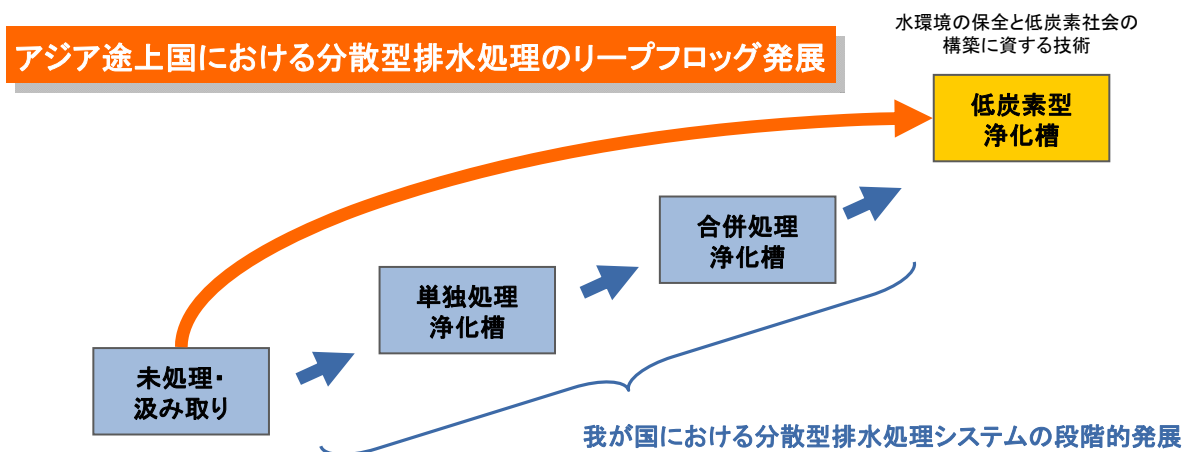 水環境の保全と低炭素社会の
構築に資する技術
アジア途上国における分散型排水処理のリープフロッグ発展
低炭素型
浄化槽
合併処理
浄化槽
単独処理
浄化槽
未処理・
汲み取り
我が国における分散型排水処理システムの段階的発展